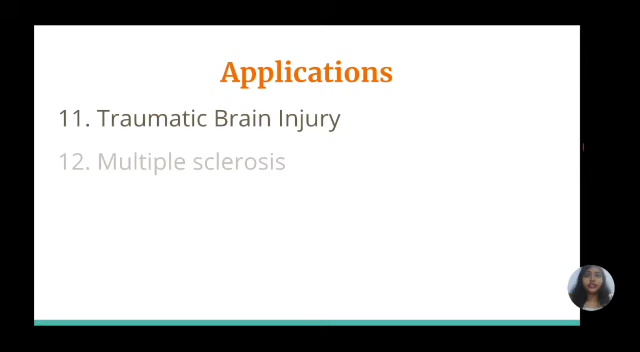 Applications
11. Traumatic Brain Injury
12. Multiple sclerosis